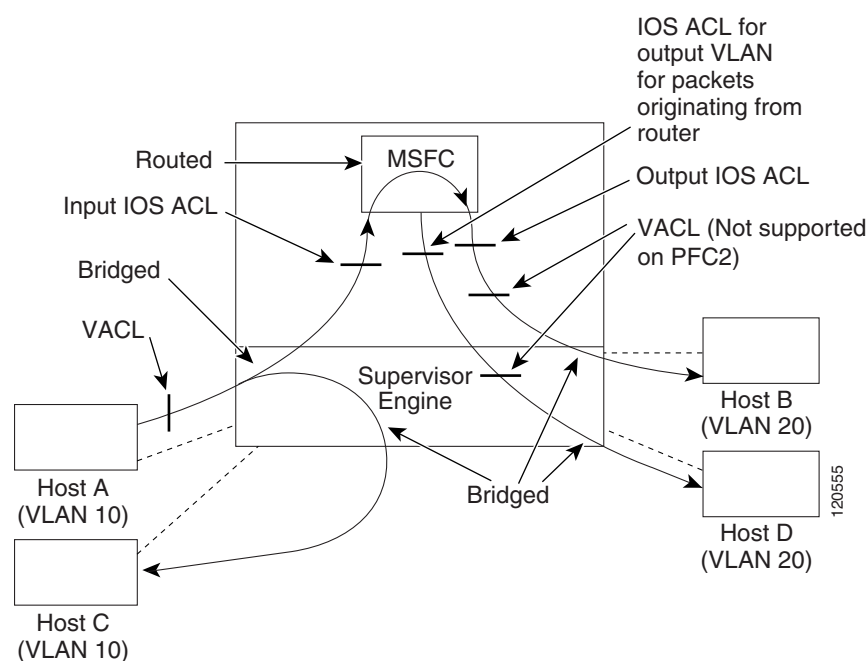 IOS ACL for
output VLAN
for packets
originating from
router
Routed
MSFC
Output IOS ACL
Input IOS ACL
VACL (Not supported
on PFC2)
Bridged
VACL
Supervisor
Engine
Host B
(VLAN 20)
Bridged
Host A
(VLAN 10)
Host D
(VLAN 20)
120555
Host C
(VLAN 10)